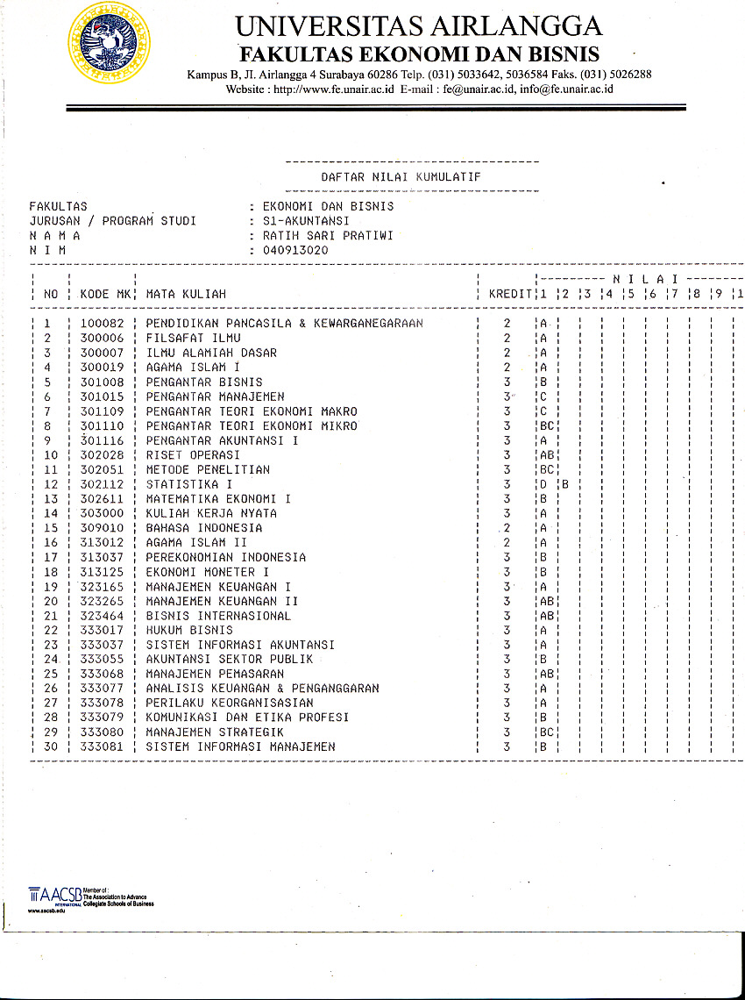 UNIVERSITAS AIRLANGGA
FAKULTAS EKONOMI DAN BISNIS
Kampus B, Jl. Airlangga 4 Surabaya 60286 Telp. (031) 5033642, 5036584 Faks. (031) 5026288
Website : http://www.fe.unair.ac.id E-mail : fe@unair.ac.id, info@fe.unair.ac.id
DAFTAR NILAI KUMULATIF
FAKULTAS : EKONOMI DAN BISNIS
JURUSAN / PROGRAM STUDI : S1-AKUNTANSI
N A M A : RATIH SARI PRATIWI
N I M : 040913020
N I L A I
NO KODE MK MATA KULIAH KREDIT 1 2 3 4 5 6 7 8 9 1
1 100082 PENDIDIKAN PANCASILA & KEWARGANEGARAAN 2 A
2 300006 FILSAFAT ILMU 2 A
3 300007 ILMU ALAMIAH DASAR 2 A
4 300019 AGAMA ISLAM I 2 A
5 301008 PENGANTAR BISNIS 3 B
6 301015 PENGANTAR MANAJEMEN 3 C
7 301109 PENGANTAR TEORI EKONOMI MAKRO 3 C
8 301110 PENGANTAR TEORI EKONOMI MIKRO 3 BC
9 301116 PENGANTAR AKUNTANSI I 3 A
10 302028 RISET OPERASI 3 AB
11 302051 METODE PENELITIAN 3 BC
12 302112 STATISTIKA I 3 D B
13 302611 MATEMATIKA EKONOMI I 3 B
14 303000 KULIAH KERJA NYATA 3 A
15 309010 BAHASA INDONESIA 2 A
16 313012 AGAMA ISLAM II 2 A
17 313037 PEREKONOMIAN INDONESIA 3 B
18 313125 EKONOMI MONETER I 3 B
19 323165 MANAJEMEN KEUANGAN I 3 A
20 323265 MANAJEMEN KEUANGAN II 3 AB
21 323464 BISNIS INTERNASIONAL 3 AB
22 333017 HUKUM BISNIS 3 A
23 333037 SISTEM INFORMASI AKUNTANSI 3 A
24 333055 AKUNTANSI SEKTOR PUBLIK 3 B
25 333068 MANAJEMEN PEMASARAN 3 AB
26 333077 ANALISIS KEUANGAN & PENGANGGARAN 3 A
27 333078 PERILAKU KEORGANISASIAN 3 A
28 333079 KOMUNIKASI DAN ETIKA PROFESI 3 B
29 333080 MANAJEMEN STRATEGIK 3 BC
30 333081 SISTEM INFORMASI MANAJEMEN 3 B
AACSB INTERNATIONAL
Member of :
The Association to Advance
Collegiate Schools of Business
www.aacsb.edu